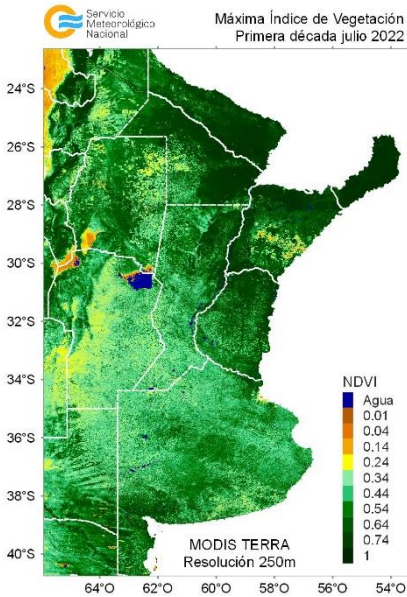 Servicio
Meteorológico
Nacional
Máxima Índice de Vegetación
Primera década julio 2022
24°S
26°S
28°S
30°S
32°S
34°S
36°S
38°S
40°S
NDVI
Agua
0.01
0.04
0.14
0.24
0.34
0.44
0.54
0.64
0.74
1
MODIS TERRA
Resolución 250m
64°O 62°O 60°O 58°O 56°O 54°O